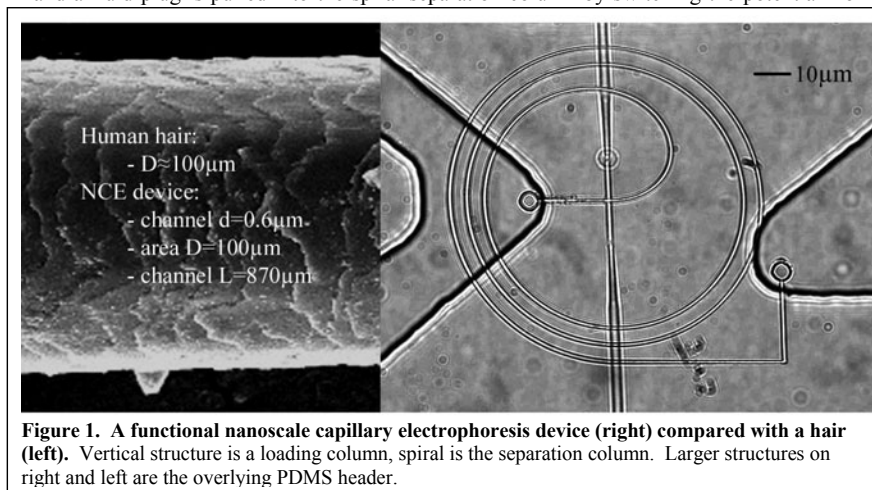 Human hair:
- D≈100μm
NCE device:
- channel d=0.6μm
- area D=100μm
- channel L=870μm
10μm
Figure 1. A functional nanoscale capillary electrophoresis device (right) compared with a hair
(left). Vertical structure is a loading column, spiral is the separation column. Larger structures on
right and left are the overlying PDMS header.